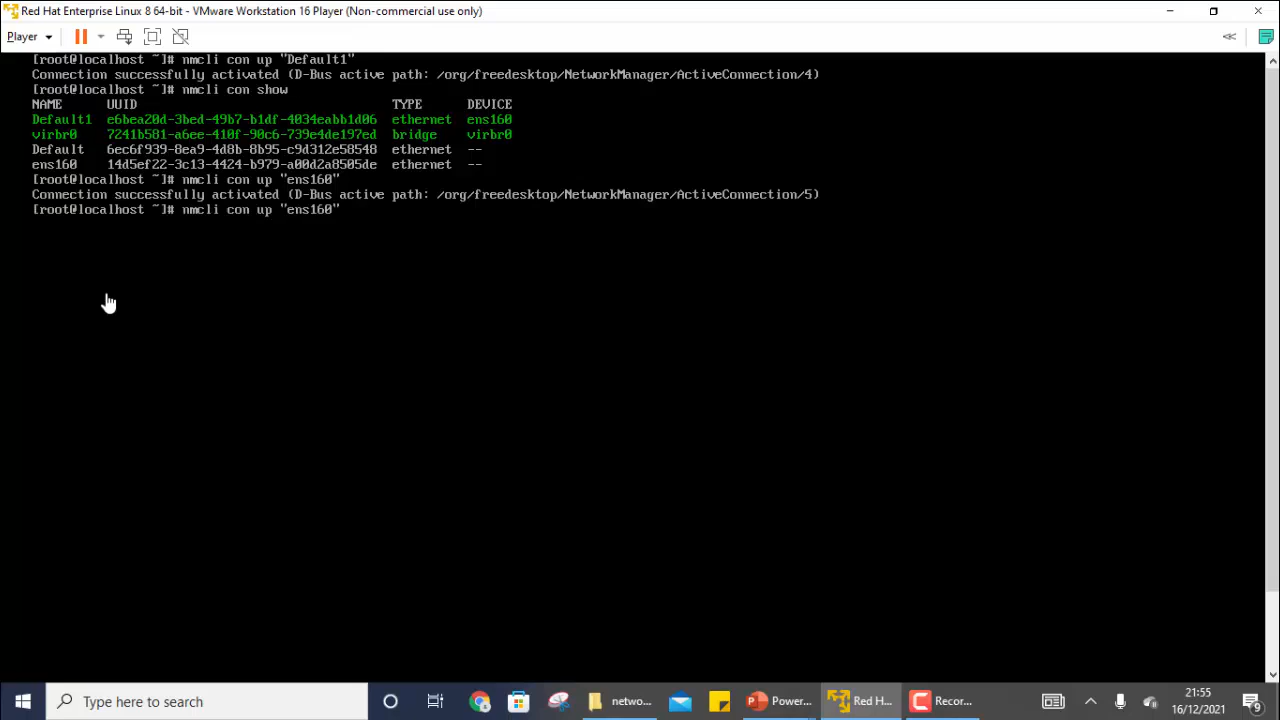 Red Hat Enterprise Linux 8 64-bit - VMware Workstation 16 Player (Non-commercial use only)
Player
[root@localhost ~]# nmcli con up "Default1"
Connection successfully activated (D-Bus active path: /org/freedesktop/NetworkManager/ActiveConnection/4)
[root@localhost ~]# nmcli con show
NAME UUID TYPE DEVICE
Default1 e6bea20d-3bed-49b7-b1df-4034eabb1d06 ethernet ens160
virbr0 7241b581-a6ee-410f-90c6-739e4de197ed bridge virbr0
Default 6ec6f939-8ea9-4d8b-8b95-c9d312e58548 ethernet --
ens160 14d5ef22-3c13-4424-b979-a00d2a8505de ethernet --
[root@localhost ~]# nmcli con up "ens160"
Connection successfully activated (D-Bus active path: /org/freedesktop/NetworkManager/ActiveConnection/5)
[root@localhost ~]# nmcli con up "ens160"
Type here to search
netwo...
Power...
Red H...
Recor...
21:55
16/12/2021
9